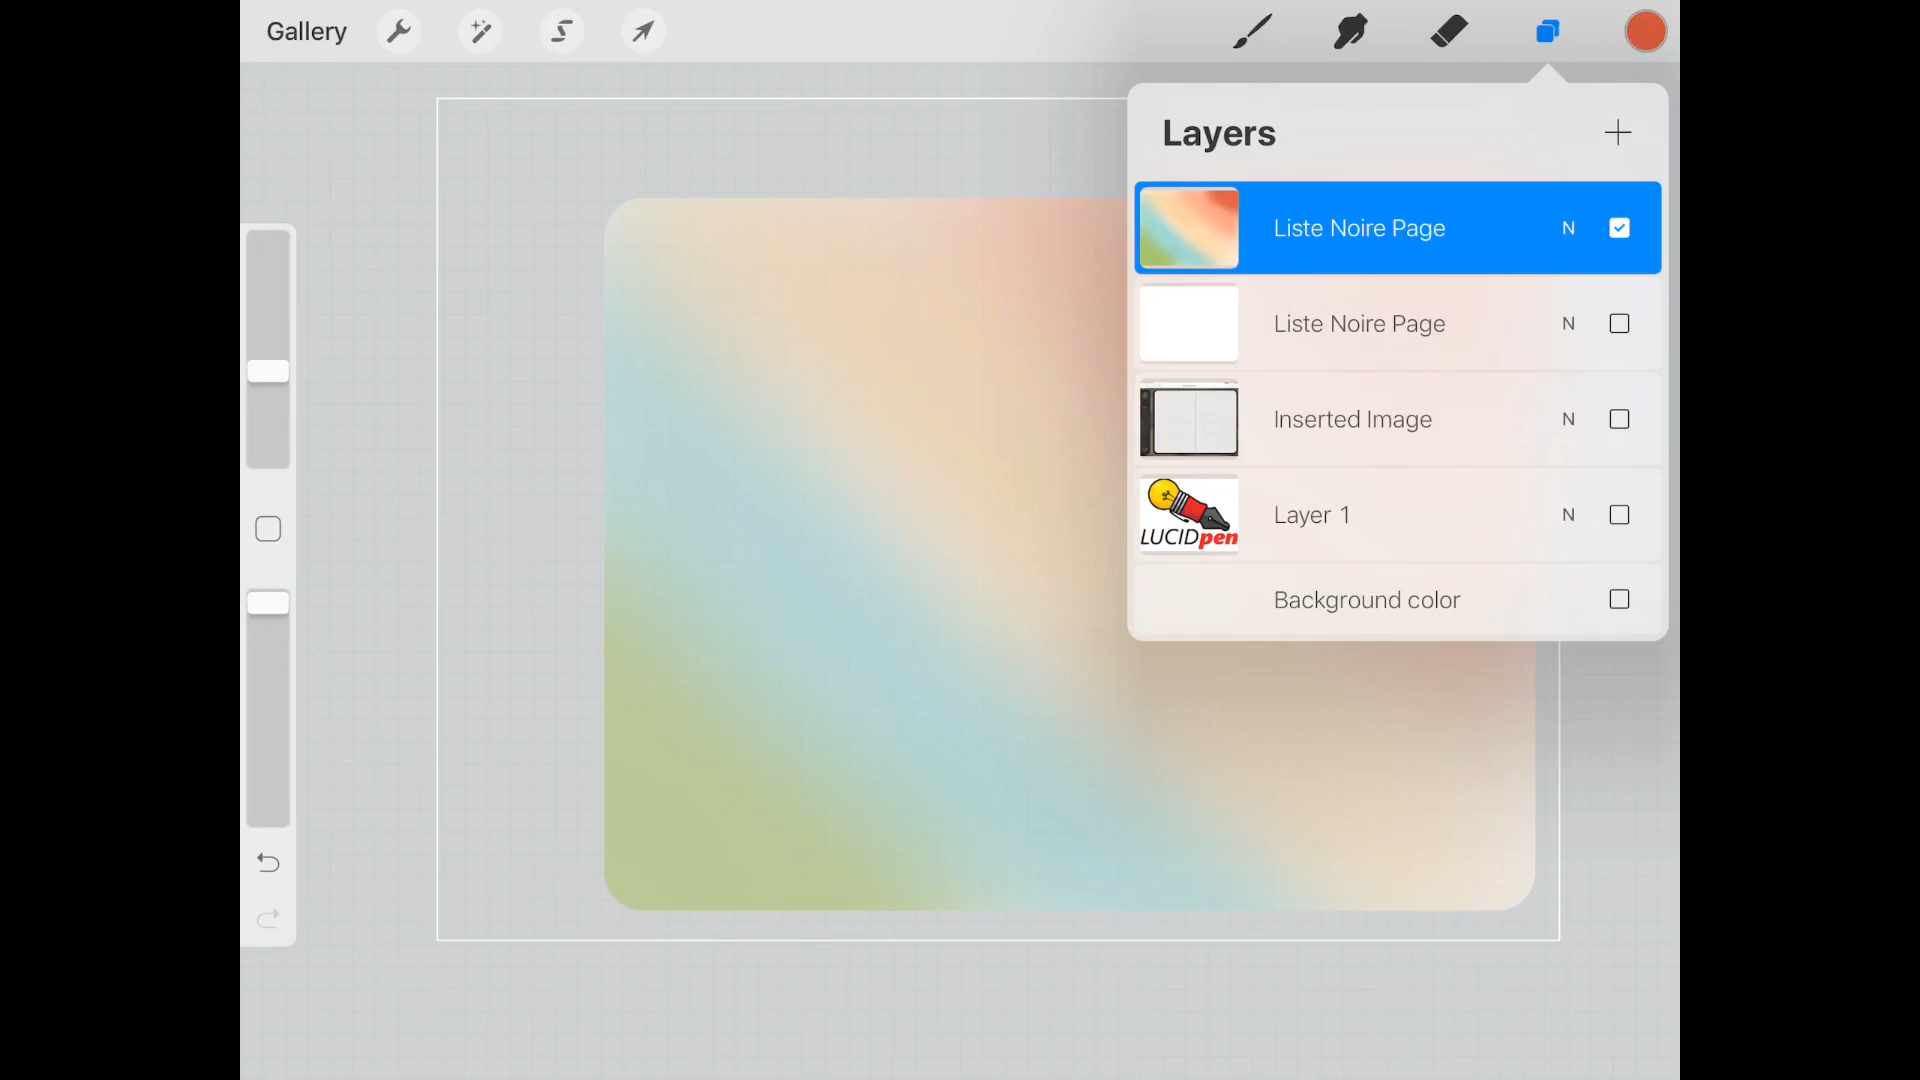 Gallery
Layers
Liste Noire Page N
Liste Noire Page N
Inserted Image N
Layer 1 N
LUCIDpen
Background color